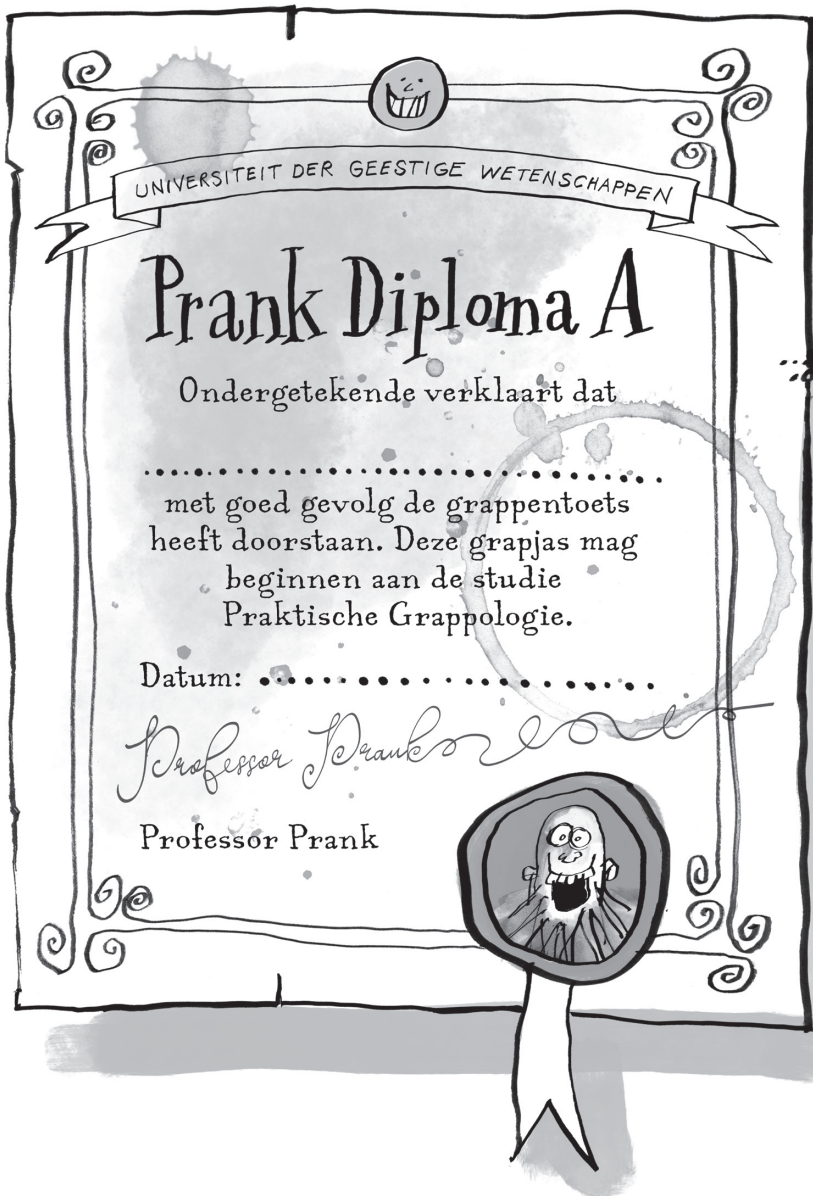 UNIVERSITEIT DER GEESTIGE WETENSCHAPPEN
Prank Diploma A
Ondergetekende verklaart dat
met goed gevolg de grappentoets
heeft doorstaan. Deze grapjas mag
beginnen aan de studie
Praktische Grappologie.
Datum:
Professor Prank
Professor Prank